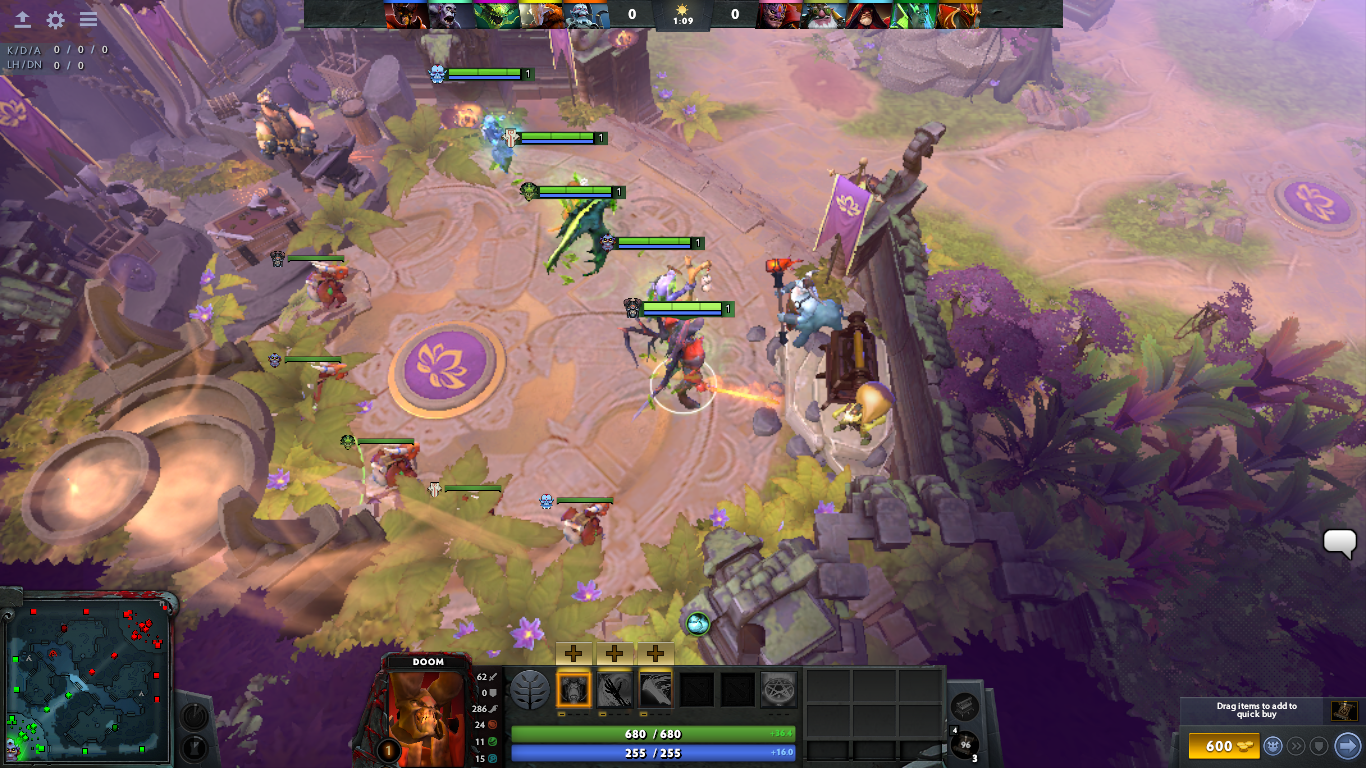 0
1:09
0
K/D/A 0 / 0 / 0
LH/DN 0 / 0
1
1
1
1
1
DOOM
62
0
286
24
11
15
1
680 / 680 +36.4
255 / 255 +16.0
4
96
3
Drag items to add to
quick buy
600